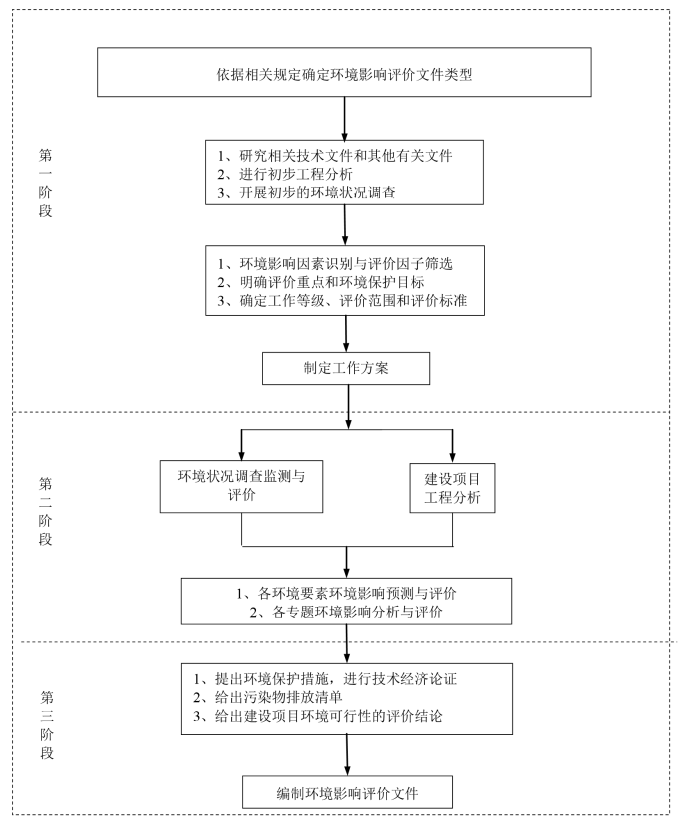 依据相关规定确定环境影响评价文件类型
第一阶段
1、研究相关技术文件和其他有关文件
2、进行初步工程分析
3、开展初步的环境状况调查
1、环境影响因素识别与评价因子筛选
2、明确评价重点和环境保护目标
3、确定工作等级、评价范围和评价标准
制定工作方案
第二阶段
环境状况调查监测与
评价
建设项目
工程分析
1、各环境要素环境影响预测与评价
2、各专题环境影响分析与评价
第三阶段
1、提出环境保护措施，进行技术经济论证
2、给出污染物排放清单
3、给出建设项目环境可行性的评价结论
编制环境影响评价文件